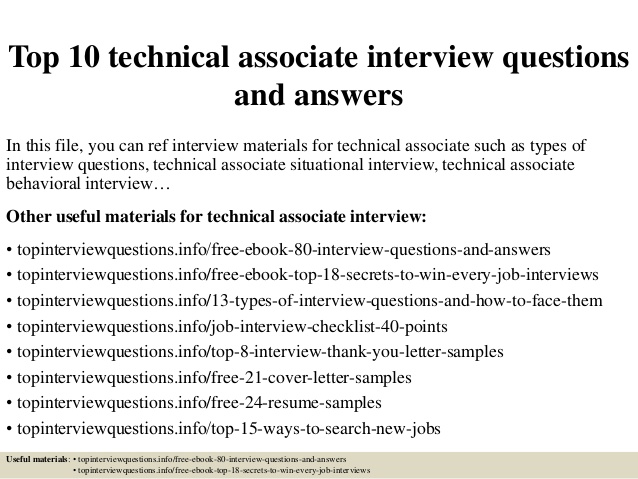 Top 10 technical associate interview questions
and answers
In this file, you can ref interview materials for technical associate such as types of
interview questions, technical associate situational interview, technical associate
behavioral interview…
Other useful materials for technical associate interview:
• topinterviewquestions.info/free-ebook-80-interview-questions-and-answers
• topinterviewquestions.info/free-ebook-top-18-secrets-to-win-every-job-interviews
• topinterviewquestions.info/13-types-of-interview-questions-and-how-to-face-them
• topinterviewquestions.info/job-interview-checklist-40-points
• topinterviewquestions.info/top-8-interview-thank-you-letter-samples
• topinterviewquestions.info/free-21-cover-letter-samples
• topinterviewquestions.info/free-24-resume-samples
• topinterviewquestions.info/top-15-ways-to-search-new-jobs
Useful materials: • topinterviewquestions.info/free-ebook-80-interview-questions-and-answers
• topinterviewquestions.info/free-ebook-top-18-secrets-to-win-every-job-interviews